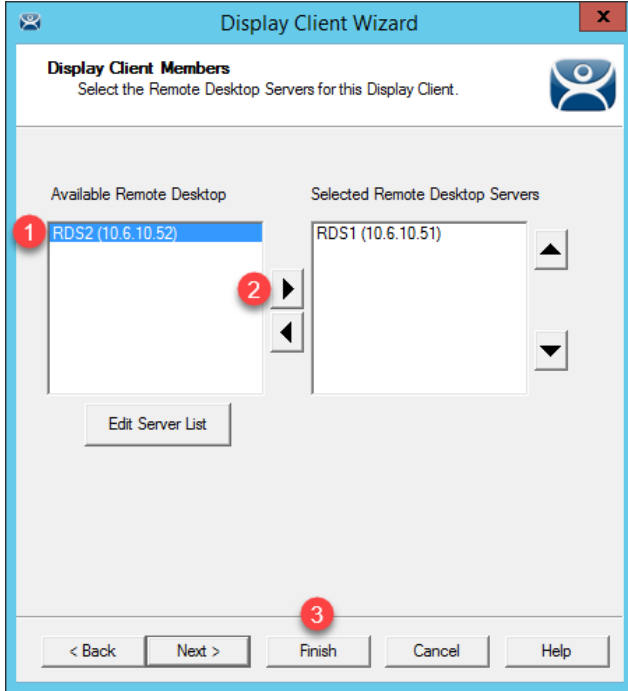 Display Client Wizard
x
Display Client Members
Select the Remote Desktop Servers for this Display Client.
Available Remote Desktop
Selected Remote Desktop Servers
1
RDS2 (10.6.10.52)
RDS1 (10.6.10.51)
2
Edit Server List
3
< Back
Next >
Finish
Cancel
Help